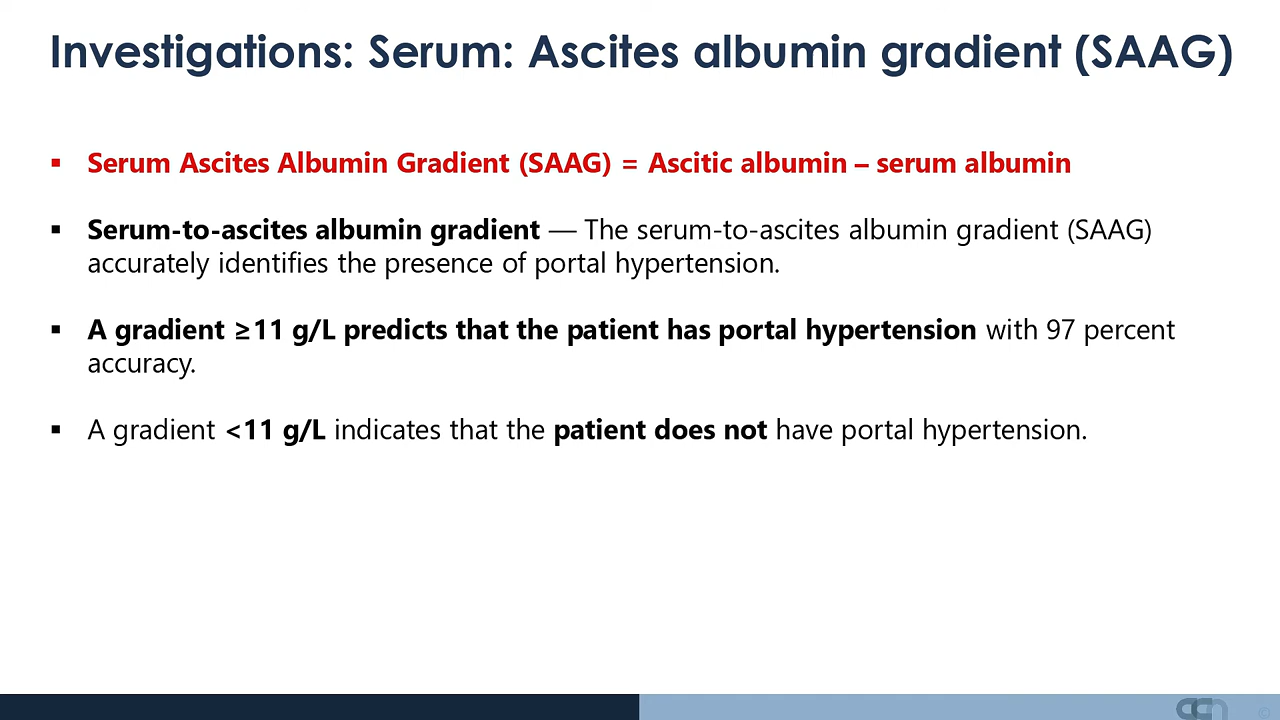 Investigations: Serum: Ascites albumin gradient (SAAG)
▪ Serum Ascites Albumin Gradient (SAAG) = Ascitic albumin – serum albumin
▪ Serum-to-ascites albumin gradient — The serum-to-ascites albumin gradient (SAAG)
accurately identifies the presence of portal hypertension.
▪ A gradient ≥11 g/L predicts that the patient has portal hypertension with 97 percent
accuracy.
▪ A gradient <11 g/L indicates that the patient does not have portal hypertension.